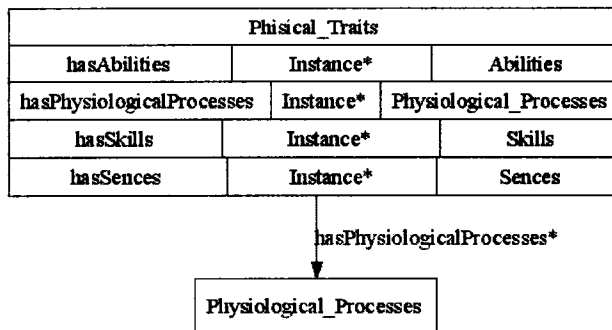 Phisical_Traits
hasAbilities Instance* Abilities
hasPhysiologicalProcesses Instance* Physiological_Processes
hasSkills Instance* Skills
hasSences Instance* Sences
hasPhysiologicalProcesses*
Physiological_Processes